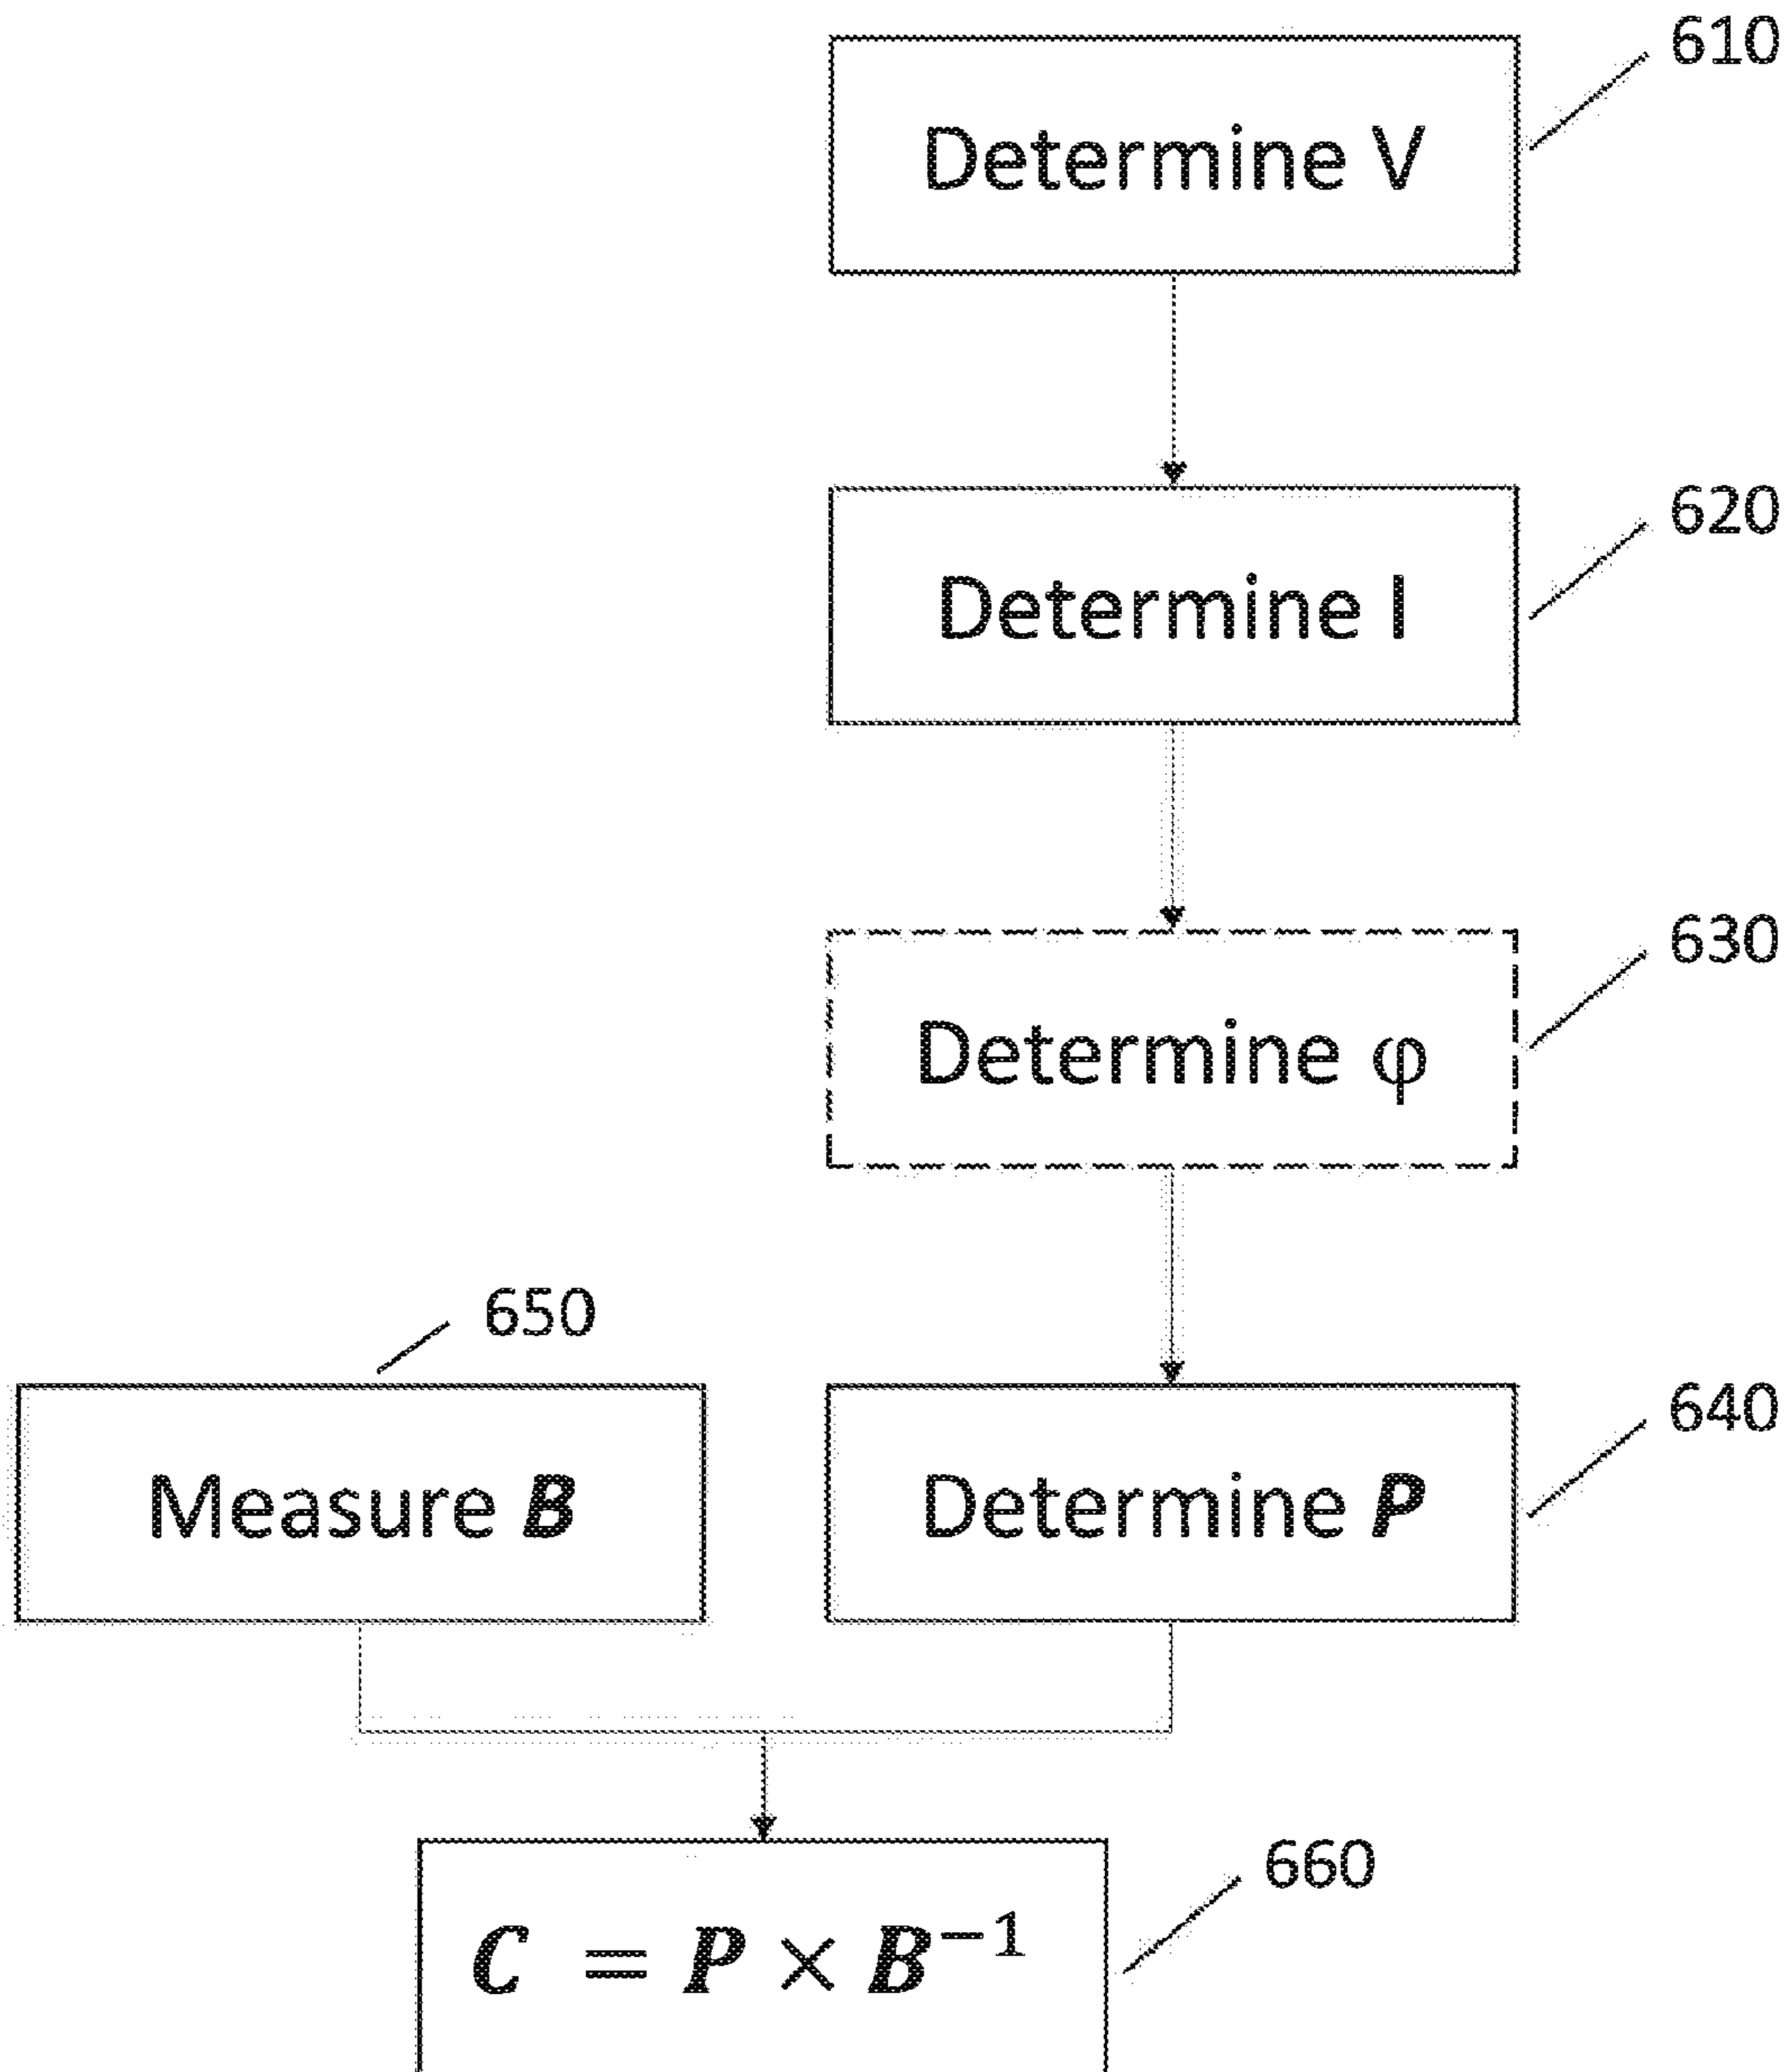 610
Determine V
620
Determine I
630
Determine φ
650
640
Measure B
Determine P
660
C = P × B⁻¹